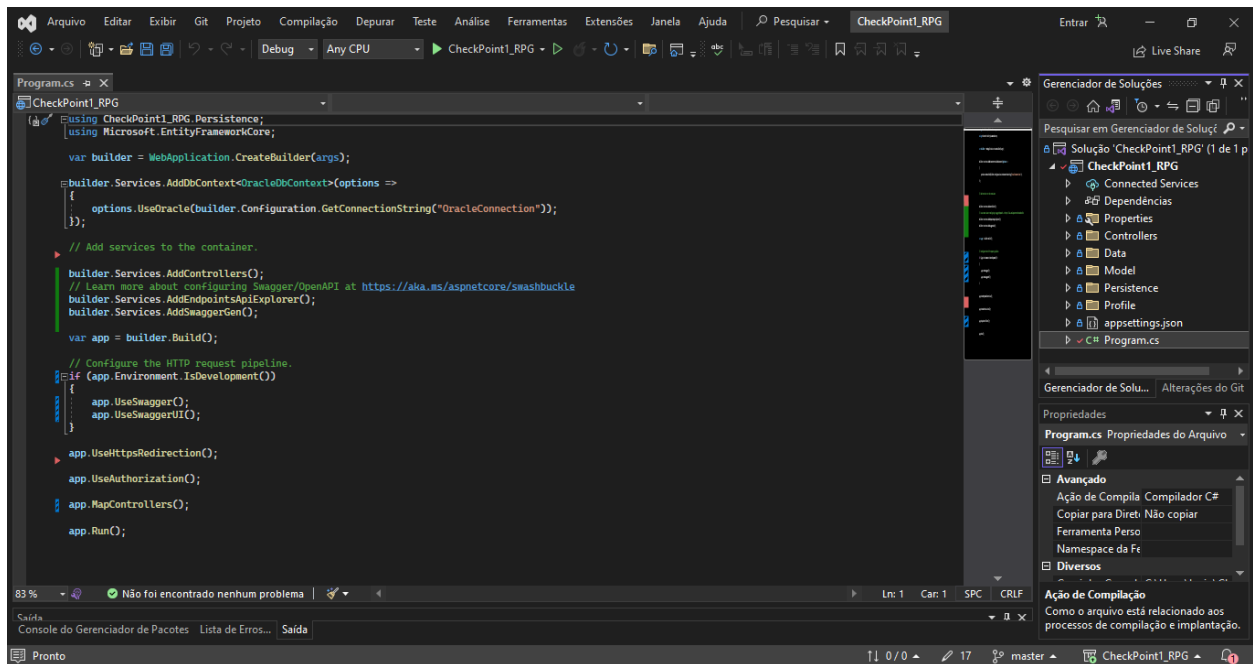 Arquivo Editar Exibir Git Projeto Compilação Depurar Teste Análise Ferramentas Extensões Janela Ajuda Pesquisar CheckPoint1_RPG Entrar
Debug Any CPU CheckPoint1_RPG Live Share
Program.cs
CheckPoint1_RPG
using CheckPoint1_RPG.Persistence;
using Microsoft.EntityFrameworkCore;
var builder = WebApplication.CreateBuilder(args);
builder.Services.AddDbContext<OracleDbContext>(options =>
{
options.UseOracle(builder.Configuration.GetConnectionString("OracleConnection"));
});
// Add services to the container.
builder.Services.AddControllers();
// Learn more about configuring Swagger/OpenAPI at https://aka.ms/aspnetcore/swashbuckle
builder.Services.AddEndpointsApiExplorer();
builder.Services.AddSwaggerGen();
var app = builder.Build();
// Configure the HTTP request pipeline.
if (app.Environment.IsDevelopment())
{
app.UseSwagger();
app.UseSwaggerUI();
}
app.UseHttpsRedirection();
app.UseAuthorization();
app.MapControllers();
app.Run();
83 % Não foi encontrado nenhum problema Ln: 1 Car: 1 SPC CRLF
Saída
Console do Gerenciador de Pacotes Lista de Erros... Saída
Gerenciador de Soluções
Pesquisar em Gerenciador de Soluçõ
Solução 'CheckPoint1_RPG' (1 de 1 p
CheckPoint1_RPG
Connected Services
Dependências
Properties
Controllers
Data
Model
Persistence
Profile
appsettings.json
C# Program.cs
Gerenciador de Solu... Alterações do Git
Propriedades
Program.cs Propriedades do Arquivo
Avançado
Ação de Compila Compilador C#
Copiar para Diret Não copiar
Ferramenta Perso
Namespace da Fe
Diversos
Ação de Compilação
Como o arquivo está relacionado aos
processos de compilação e implantação.
Pronto 0 / 0 17 master CheckPoint1_RPG 1